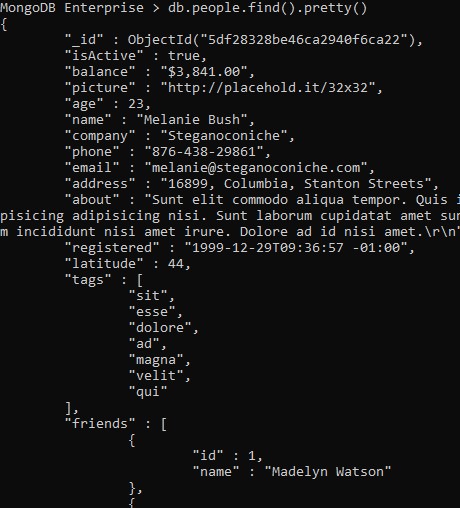 MongoDB Enterprise > db.people.find().pretty()
{
"_id" : ObjectId("5df28328be46ca2940f6ca22"),
"isActive" : true,
"balance" : "$3,841.00",
"picture" : "http://placehold.it/32x32",
"age" : 23,
"name" : "Melanie Bush",
"company" : "Steganoconiche",
"phone" : "876-438-29861",
"email" : "melanie@steganoconiche.com",
"address" : "16899, Columbia, Stanton Streets",
"about" : "Sunt elit commodo aliqua tempor. Quis i
pisicing adipisicing nisi. Sunt laborum cupidatat amet sun
m incididunt nisi amet irure. Dolore ad id nisi amet.\r\n"
"registered" : "1999-12-29T09:36:57 -01:00",
"latitude" : 44,
"tags" : [
"sit",
"esse",
"dolore",
"ad",
"magna",
"velit",
"qui"
],
"friends" : [
{
"id" : 1,
"name" : "Madelyn Watson"
},
{